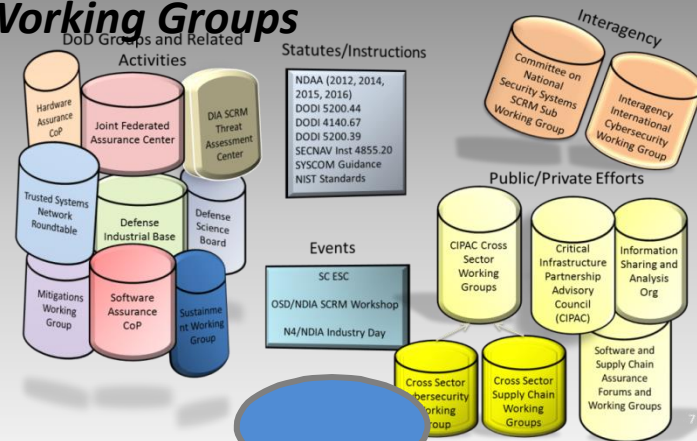 Working Groups
DoD Groups and Related
Activities
Hardware
Assurance
CoP
Joint Federated
Assurance Center
DIA SCRM
Threat
Assessment
Center
Trusted Systems
Network
Roundtable
Defense
Industrial Base
Defense
Science
Board
Mitigations
Working
Group
Software
Assurance
CoP
Sustainme
nt Working
Group
Statutes/Instructions
NDAA (2012, 2014,
2015, 2016)
DODI 5200.44
DODI 4140.67
DODI 5200.39
SECNAV Inst 4855.20
SYSCOM Guidance
NIST Standards
Events
SC ESC
OSD/NDIA SCRM Workshop
N4/NDIA Industry Day
Interagency
Committee on
National
Security Systems
SCRM Sub
Working Group
Interagency
International
Cybersecurity
Working Group
Public/Private Efforts
CIPAC Cross
Sector
Working
Groups
Critical
Infrastructure
Partnership
Advisory
Council
(CIPAC)
Information
Sharing and
Analysis
Org
Cross Sector
Cybersecurity
Working
Group
Cross Sector
Supply Chain
Working
Groups
Software and
Supply Chain
Assurance
Forums and
Working Groups
7